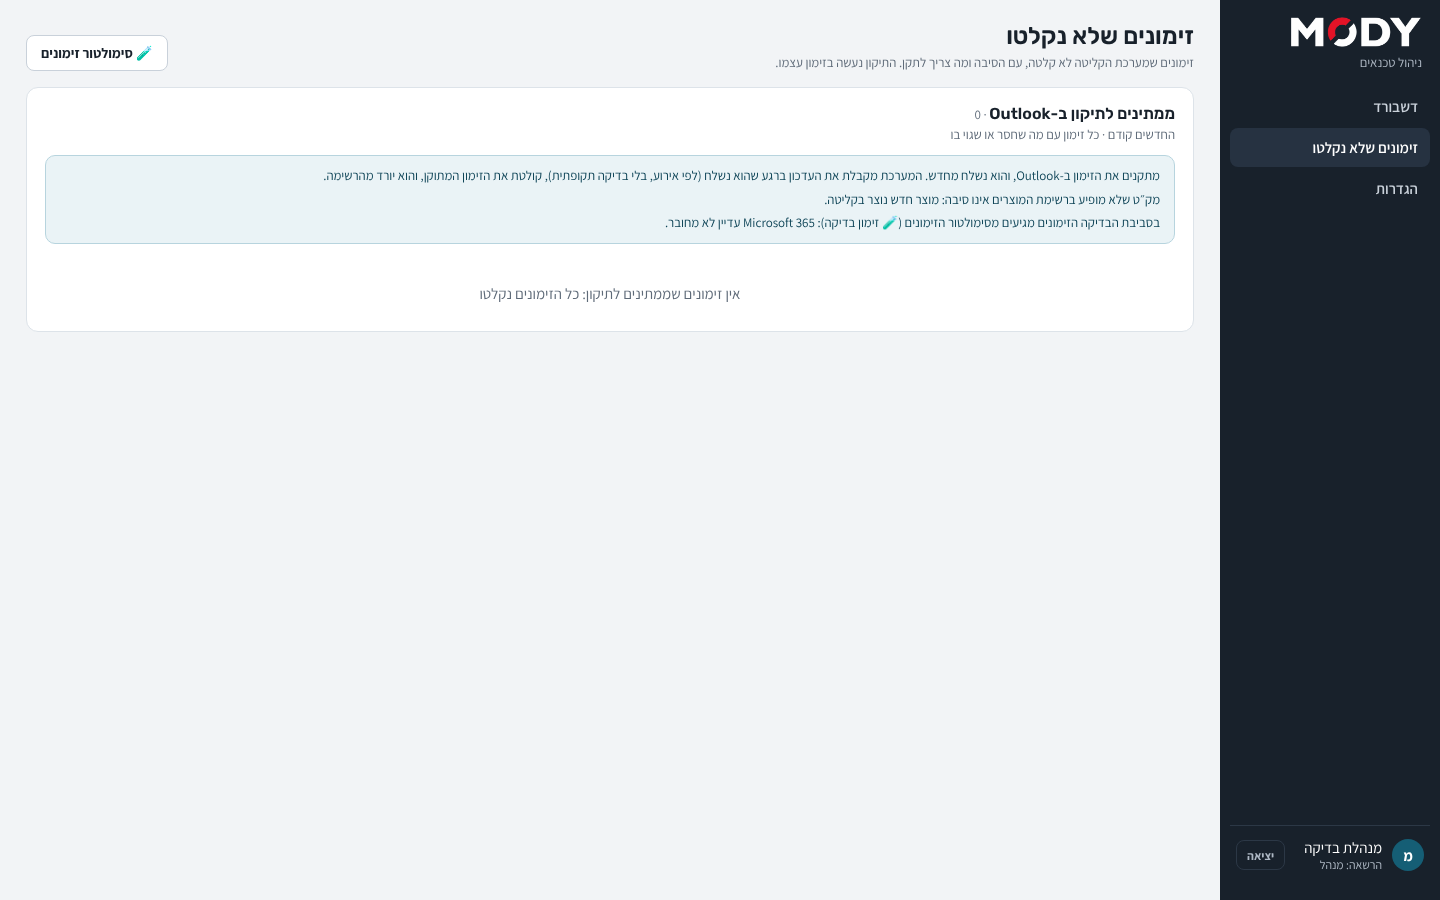 MODY
ניהול טכנאים
דשבורד
זימונים שלא נקלטו
הגדרות
זימונים שלא נקלטו
זימונים שמערכת הקליטה לא קלטה, עם הסיבה ומה צריך לתקן. התיקון נעשה בזימון עצמו.
🧪 סימולטור זימונים
ממתינים לתיקון ב-Outlook · 0
החדשים קודם · כל זימון עם מה שחסר או שגוי בו
מתקנים את הזימון ב-Outlook, והוא נשלח מחדש. המערכת מקבלת את העדכון ברגע שהוא נשלח (לפי אירוע, בלי בדיקה תקופתית), קולטת את הזימון המתוקן, והוא יורד מהרשימה.
מק״ט שלא מופיע ברשימת המוצרים אינו סיבה: מוצר חדש נוצר בקליטה.
בסביבת הבדיקה הזימונים מגיעים מסימולטור הזימונים (🧪 זימון בדיקה): Microsoft 365 עדיין לא מחובר.
אין זימונים שממתינים לתיקון: כל הזימונים נקלטו
מ
מנהלת בדיקה
הרשאה: מנהל
יציאה